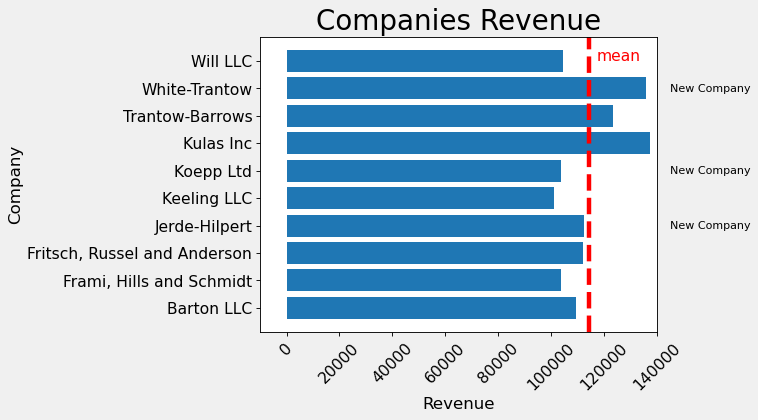 Companies Revenue
Will LLC
mean
White-Trantow
New Company
Trantow-Barrows
Kulas Inc
Koepp Ltd
New Company
Keeling LLC
Jerde-Hilpert
New Company
Fritsch, Russel and Anderson
Frami, Hills and Schmidt
Barton LLC
Company
0
20000
40000
60000
80000
100000
120000
140000
Revenue